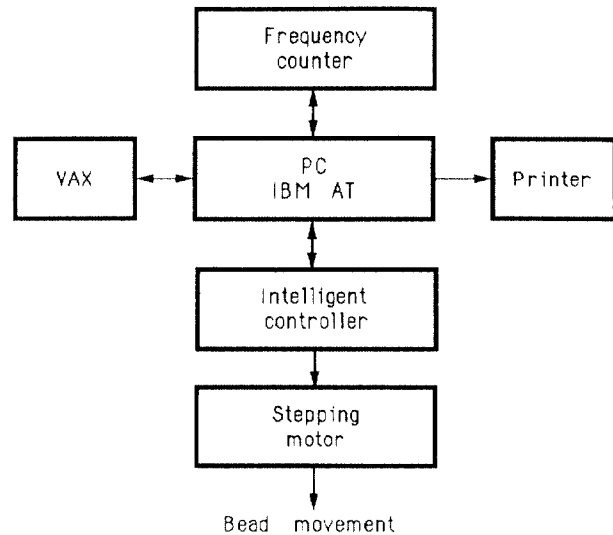 Frequency
counter
VAX
PC
IBM AT
Printer
Intelligent
controller
Stepping
motor
Bead movement